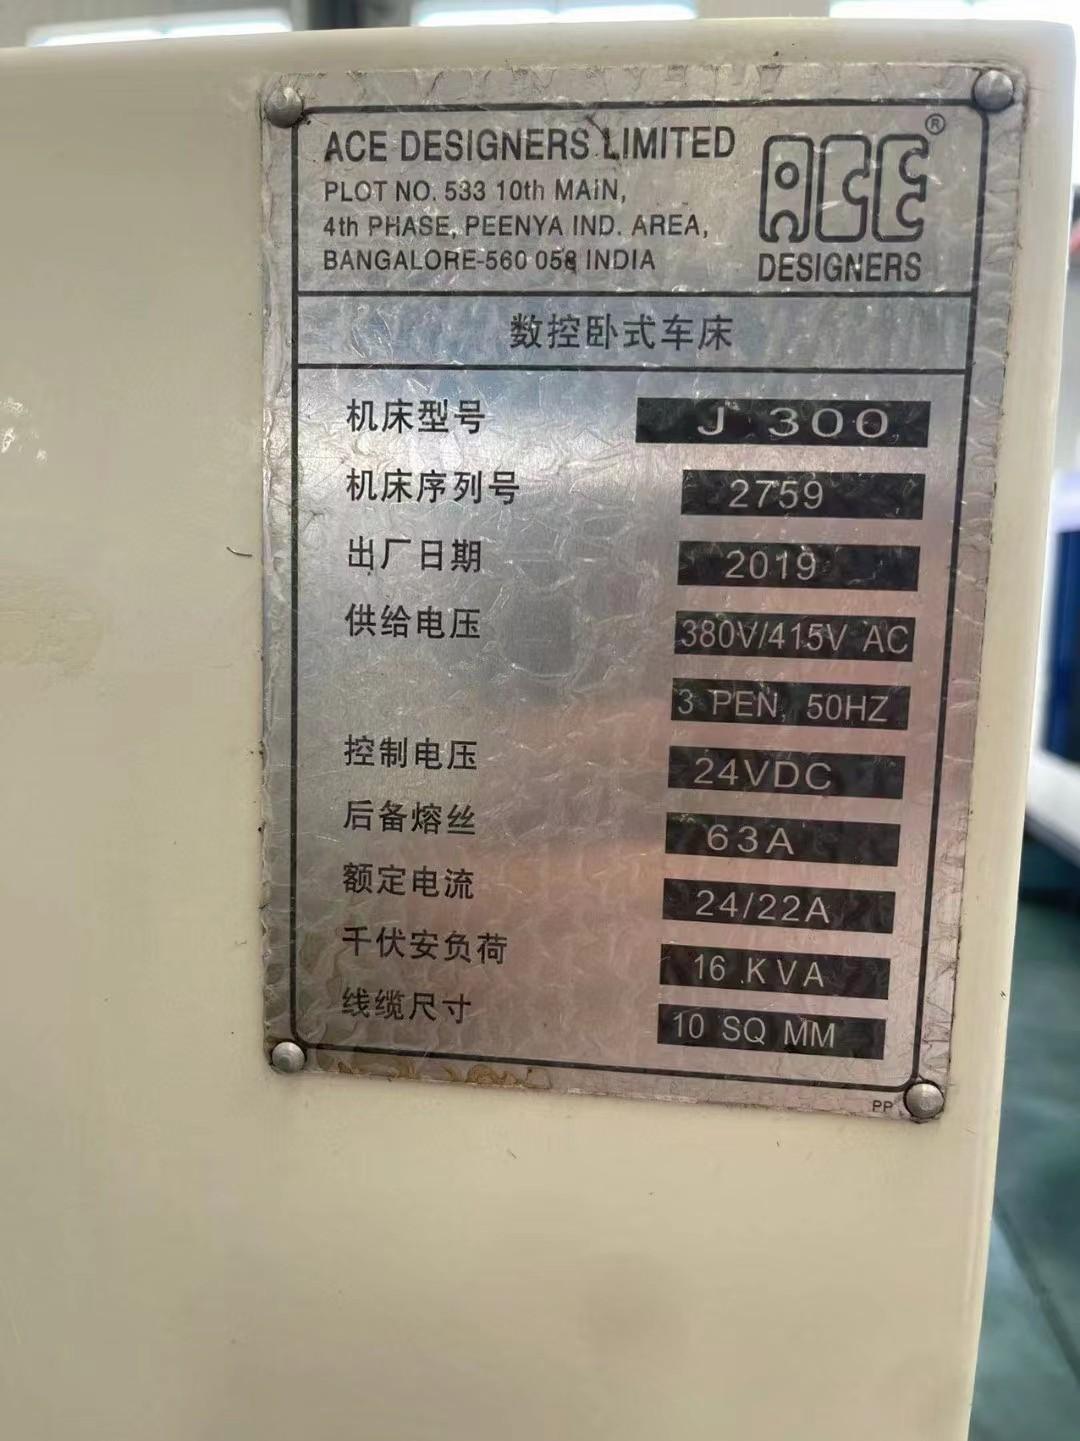 ACE DESIGNERS LIMITED
PLOT NO. 533 10th MAIN,
4th PHASE, PEENYA IND. AREA,
BANGALORE-560 058 INDIA
ACE ®
DESIGNERS
数控卧式车床
机床型号 J 300
机床序列号 2759
出厂日期 2019
供给电压 380V/415V AC
3 PEN, 50HZ
控制电压 24VDC
后备熔丝 63A
额定电流 24/22A
千伏安负荷 16 KVA
线缆尺寸 10 SQ MM
PP